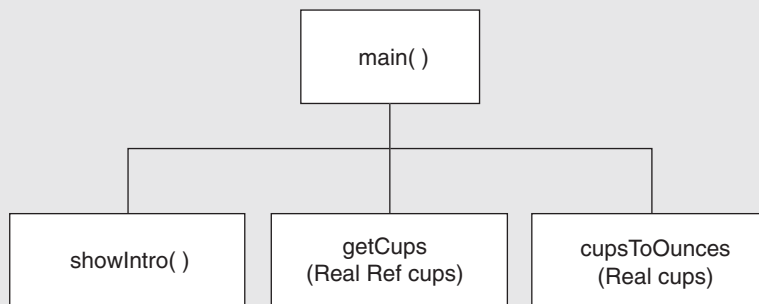 main( )
showIntro( )
getCups
(Real Ref cups)
cupsToOunces
(Real cups)